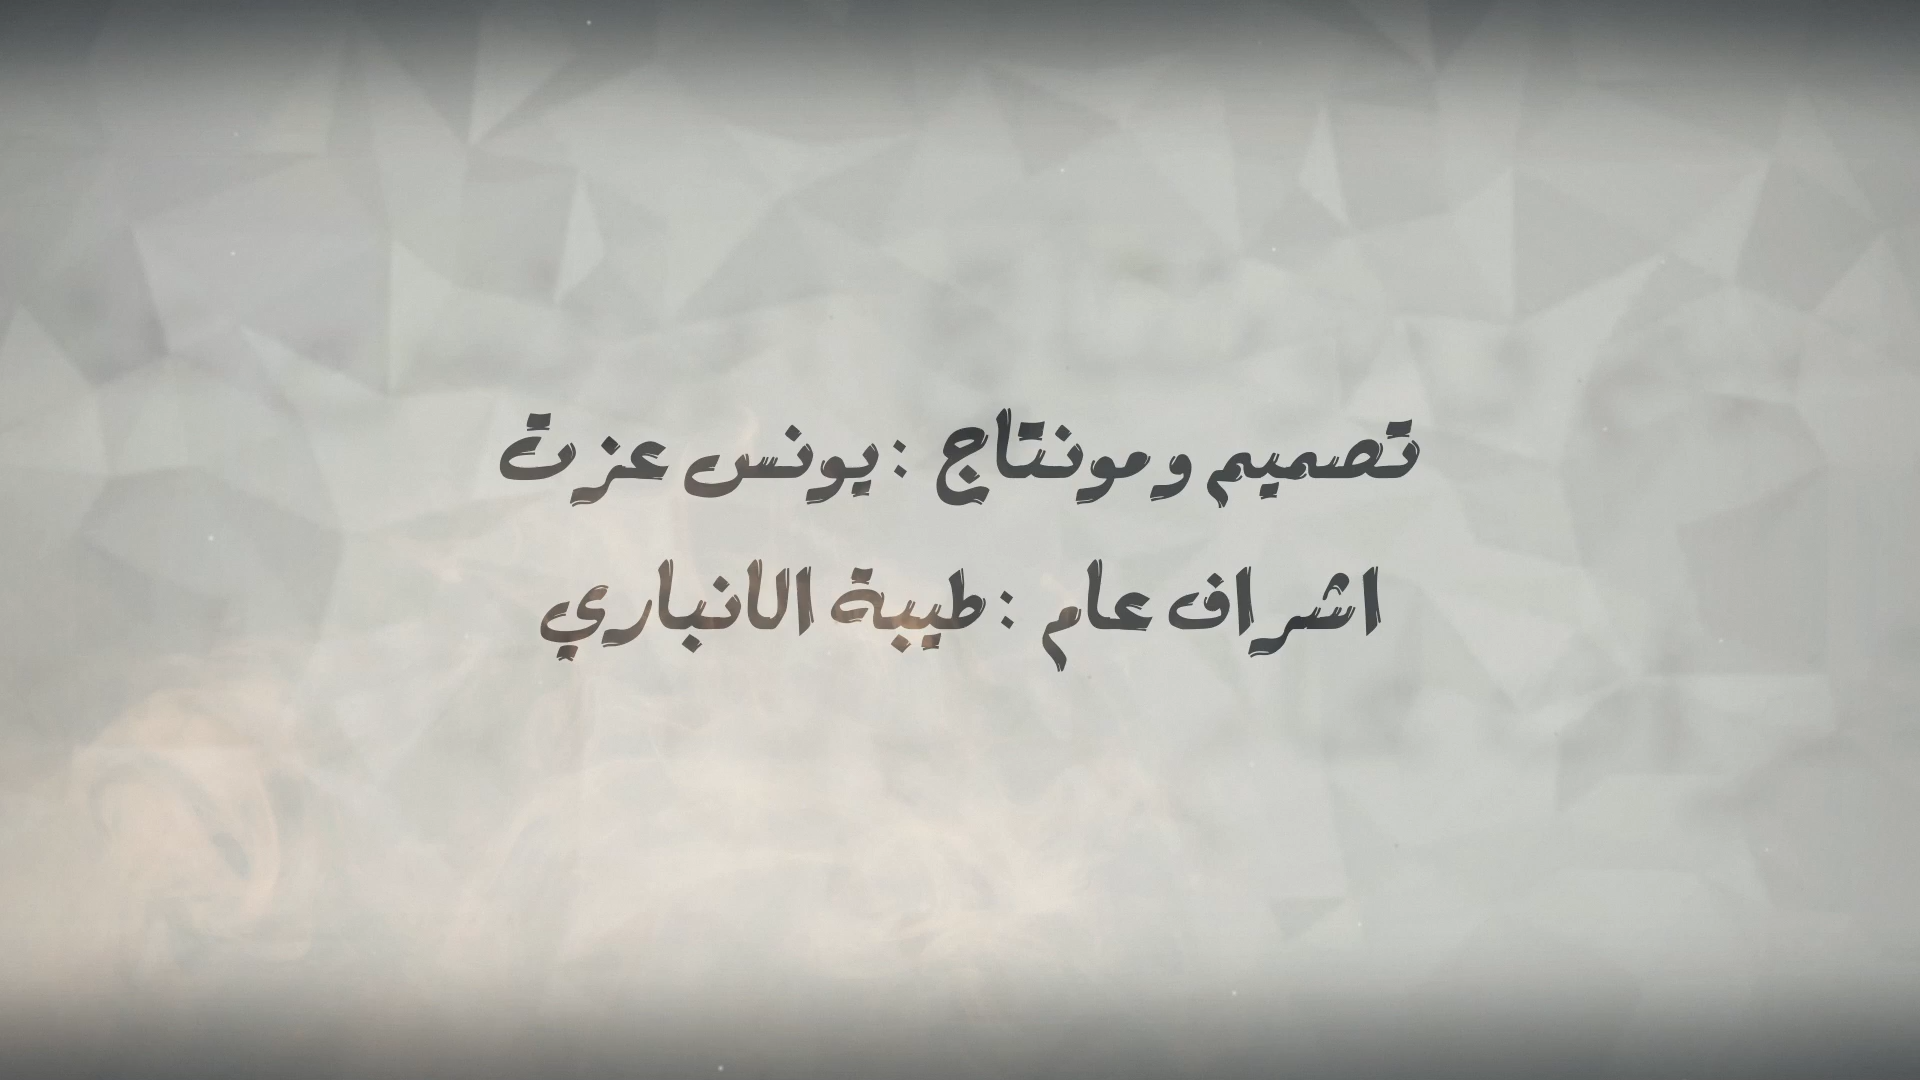 تصميم ومونتاج : يونس عزت
اشراف عام : طيبة الانباري